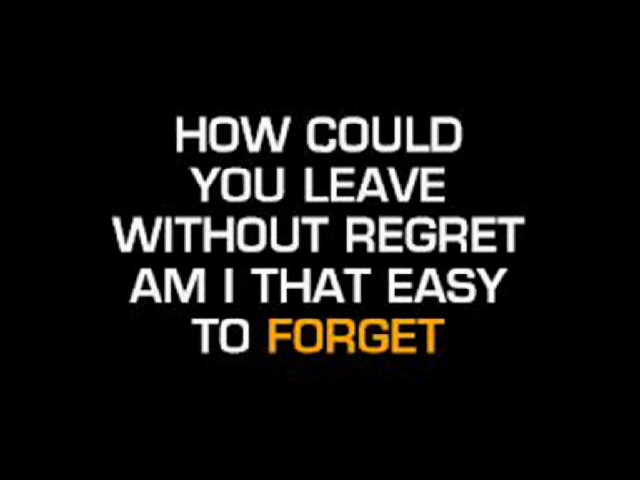 HOW COULD
YOU LEAVE
WITHOUT REGRET
AM I THAT EASY
TO FORGET